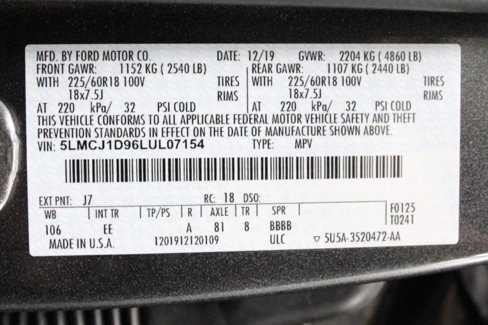 MFD. BY FORD MOTOR CO. DATE: 12/19 GVWR: 2204 KG ( 4860 LB)
FRONT GAWR: 1152 KG ( 2540 LB) REAR GAWR: 1107 KG ( 2440 LB)
WITH 225/60R18 100V TIRES WITH 225/60R18 100V TIRES
18x7.5J RIMS 18x7.5J RIMS
AT 220 kPa/ 32 PSI COLD AT 220 kPa/ 32 PSI COLD
THIS VEHICLE CONFORMS TO ALL APPLICABLE FEDERAL MOTOR VEHICLE SAFETY AND THEFT
PREVENTION STANDARDS IN EFFECT ON THE DATE OF MANUFACTURE SHOWN ABOVE.
VIN: 5LMCJ1D96LUL07154 TYPE: MPV
EXT PNT: J7 RC: 18 DSO: F0125
WB INT TR TP/PS R AXLE TR SPR T0241
106 EE A 81 8 BBBB
MADE IN U.S.A. 1201912120109 ULC ▽ 5U5A-3520472-AA